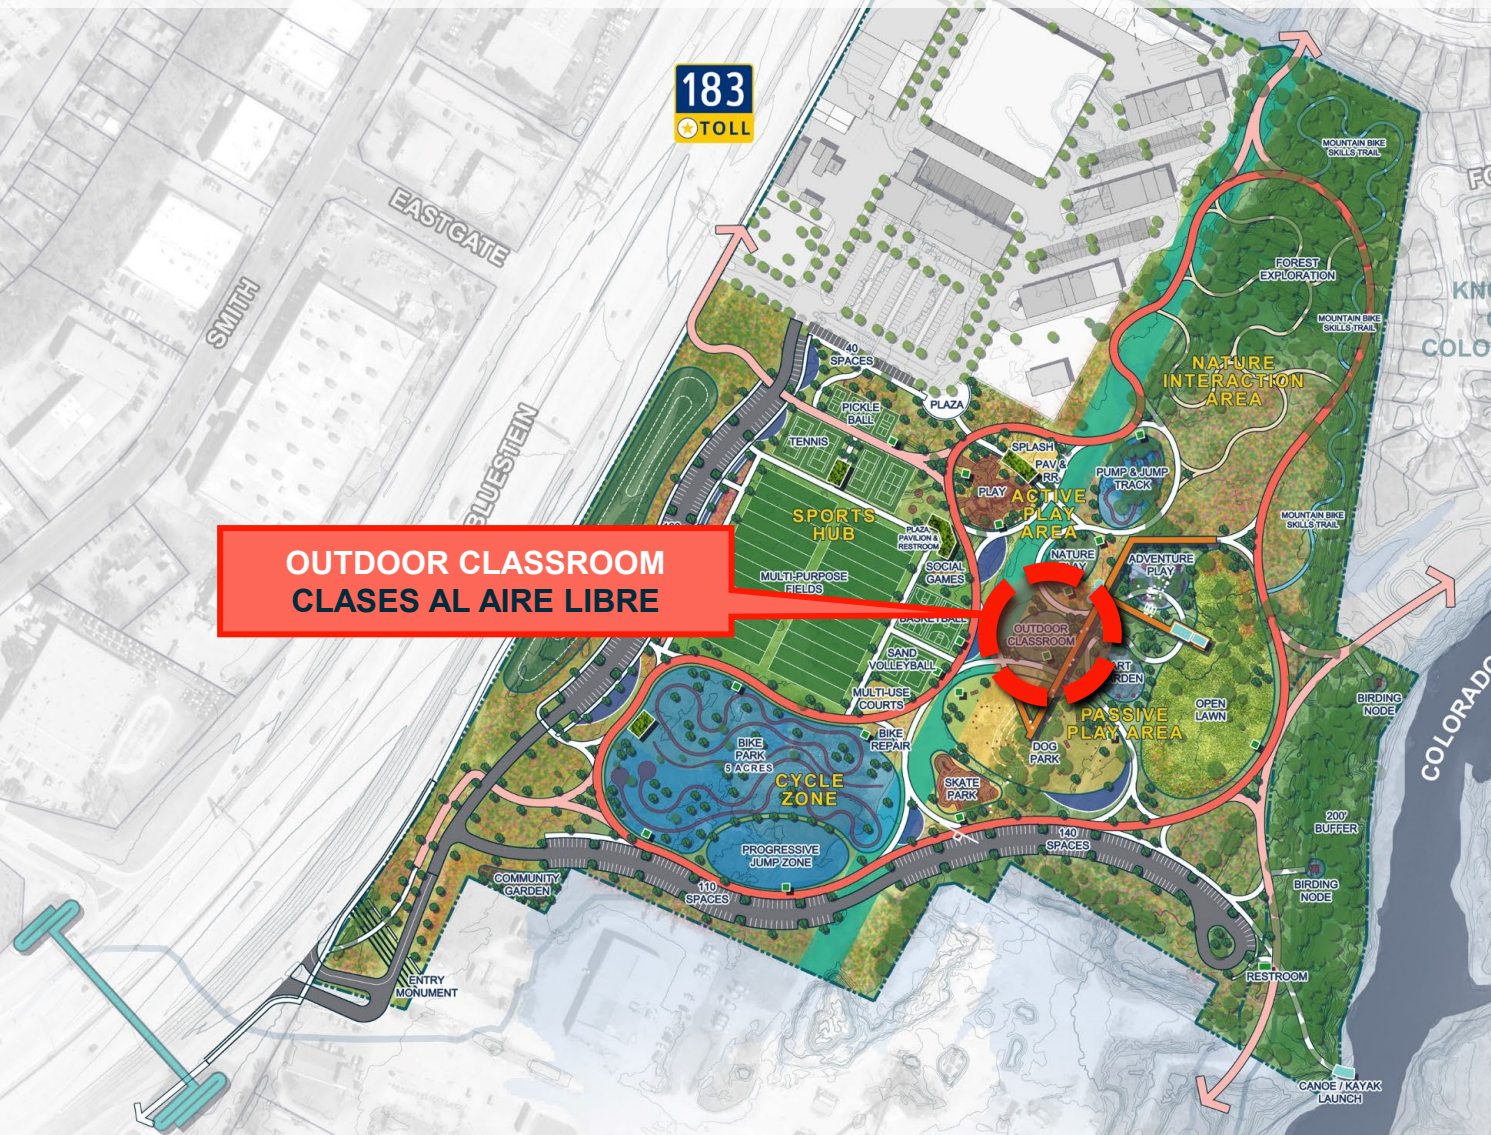 183
TOLL
EASTGATE
SMITH
BLUESTEIN
MOUNTAIN BIKE
SKILLS TRAIL
FOREST
EXPLORATION
MOUNTAIN BIKE
SKILLS TRAIL
NATURE
INTERACTION
AREA
40
SPACES
PICKLE
BALL
PLAZA
TENNIS
SPLASH
PAV &
RR
PLAY
ACTIVE
PLAY
AREA
PUMP & JUMP
TRACK
SPORTS
HUB
PLAZA,
PAVILION &
RESTROOM
MOUNTAIN BIKE
SKILLS TRAIL
NATURE
ADVENTURE
PLAY
SOCIAL
GAMES
MULTI-PURPOSE
FIELDS
OUTDOOR CLASSROOM
CLASES AL AIRE LIBRE
BASKETBALL
OUTDOOR
CLASSROOM
SAND
VOLLEYBALL
MULTI-USE
COURTS
ART
OPEN
LAWN
PASSIVE
PLAY AREA
BIRDING
NODE
COLORADO
BIKE
REPAIR
DOG
PARK
BIKE
PARK
5 ACRES
CYCLE
ZONE
SKATE
PARK
200'
BUFFER
140
SPACES
PROGRESSIVE
JUMP ZONE
COMMUNITY
GARDEN
110
SPACES
BIRDING
NODE
ENTRY
MONUMENT
RESTROOM
CANOE / KAYAK
LAUNCH